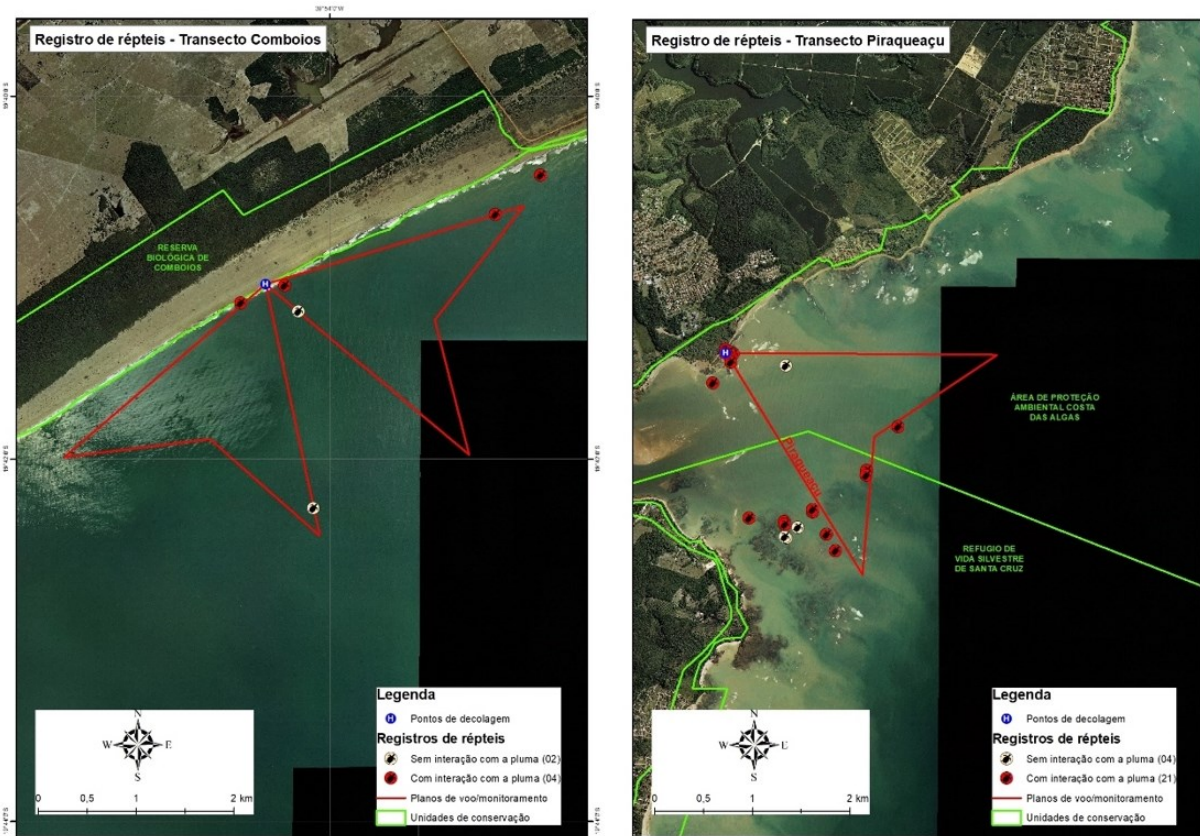 38°54'0"W
Registro de répteis - Transecto Comboios
RESERVA
BIOLÓGICA DE
COMBOIOS
H
N
W E
S
0 0,5 1 2 km
Legenda
H Pontos de decolagem
Registros de répteis
Sem interação com a pluma (02)
Com interação com a pluma (04)
Planos de voo/monitoramento
Unidades de conservação
Registro de répteis - Transecto Piraqueaçu
H
Piraqueaçu
ÁREA DE PROTEÇÃO
AMBIENTAL COSTA
DAS ALGAS
REFUGIO DE
VIDA SILVESTRE
DE SANTA CRUZ
N
W E
S
0 0,5 1 2 km
Legenda
H Pontos de decolagem
Registros de répteis
Sem interação com a pluma (04)
Com interação com a pluma (21)
Planos de voo/monitoramento
Unidades de conservação